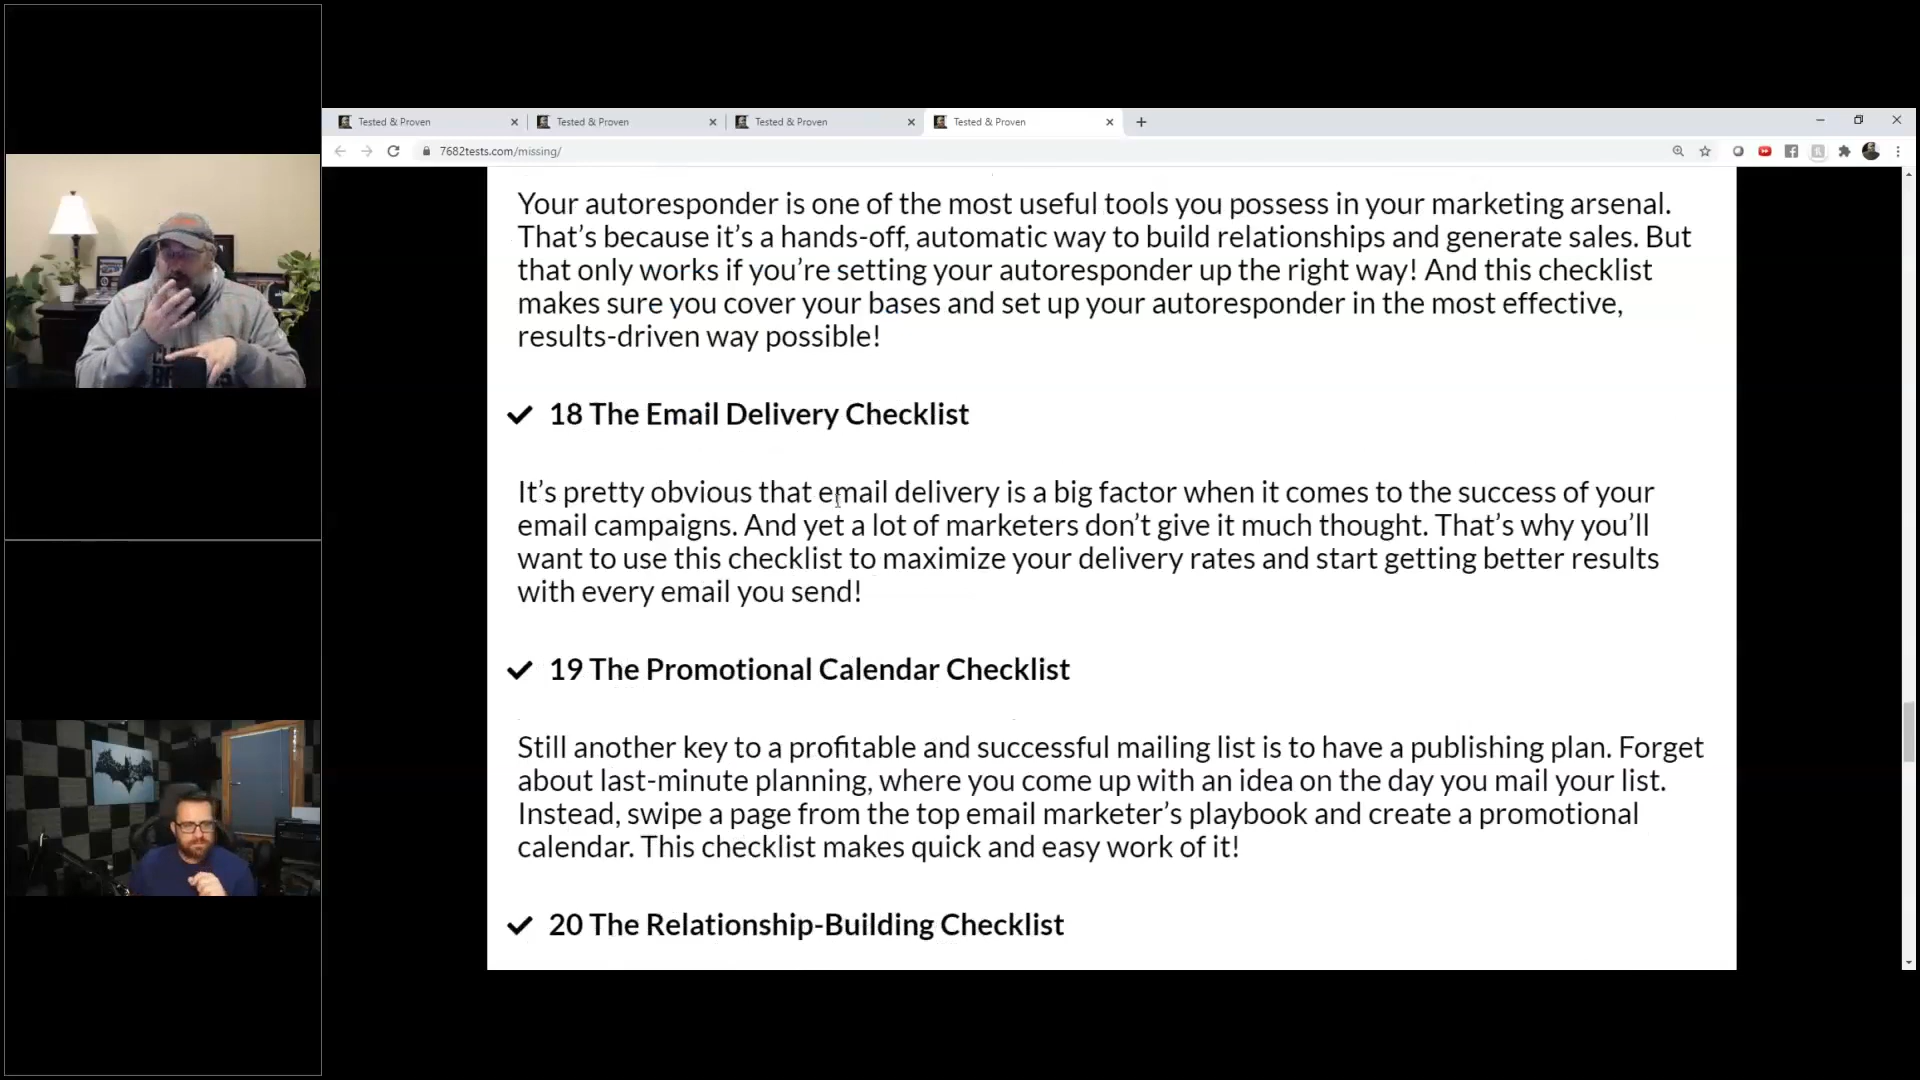 Tested & Proven
Tested & Proven
Tested & Proven
Tested & Proven
7682tests.com/missing/
Your autoresponder is one of the most useful tools you possess in your marketing arsenal.
That’s because it’s a hands-off, automatic way to build relationships and generate sales. But
that only works if you’re setting your autoresponder up the right way! And this checklist
makes sure you cover your bases and set up your autoresponder in the most effective,
results-driven way possible!
18 The Email Delivery Checklist
It’s pretty obvious that email delivery is a big factor when it comes to the success of your
email campaigns. And yet a lot of marketers don’t give it much thought. That’s why you’ll
want to use this checklist to maximize your delivery rates and start getting better results
with every email you send!
19 The Promotional Calendar Checklist
Still another key to a profitable and successful mailing list is to have a publishing plan. Forget
about last-minute planning, where you come up with an idea on the day you mail your list.
Instead, swipe a page from the top email marketer’s playbook and create a promotional
calendar. This checklist makes quick and easy work of it!
20 The Relationship-Building Checklist